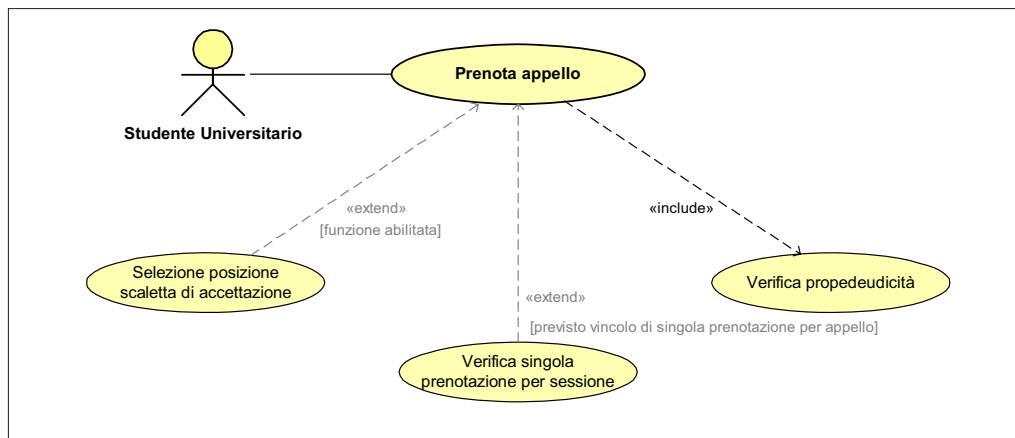 Prenota appello
Studente Universitario
«extend»
[funzione abilitata]
«include»
Selezione posizione
scaletta di accettazione
Verifica propedeudicità
«extend»
[previsto vincolo di singola prenotazione per appello]
Verifica singola
prenotazione per sessione